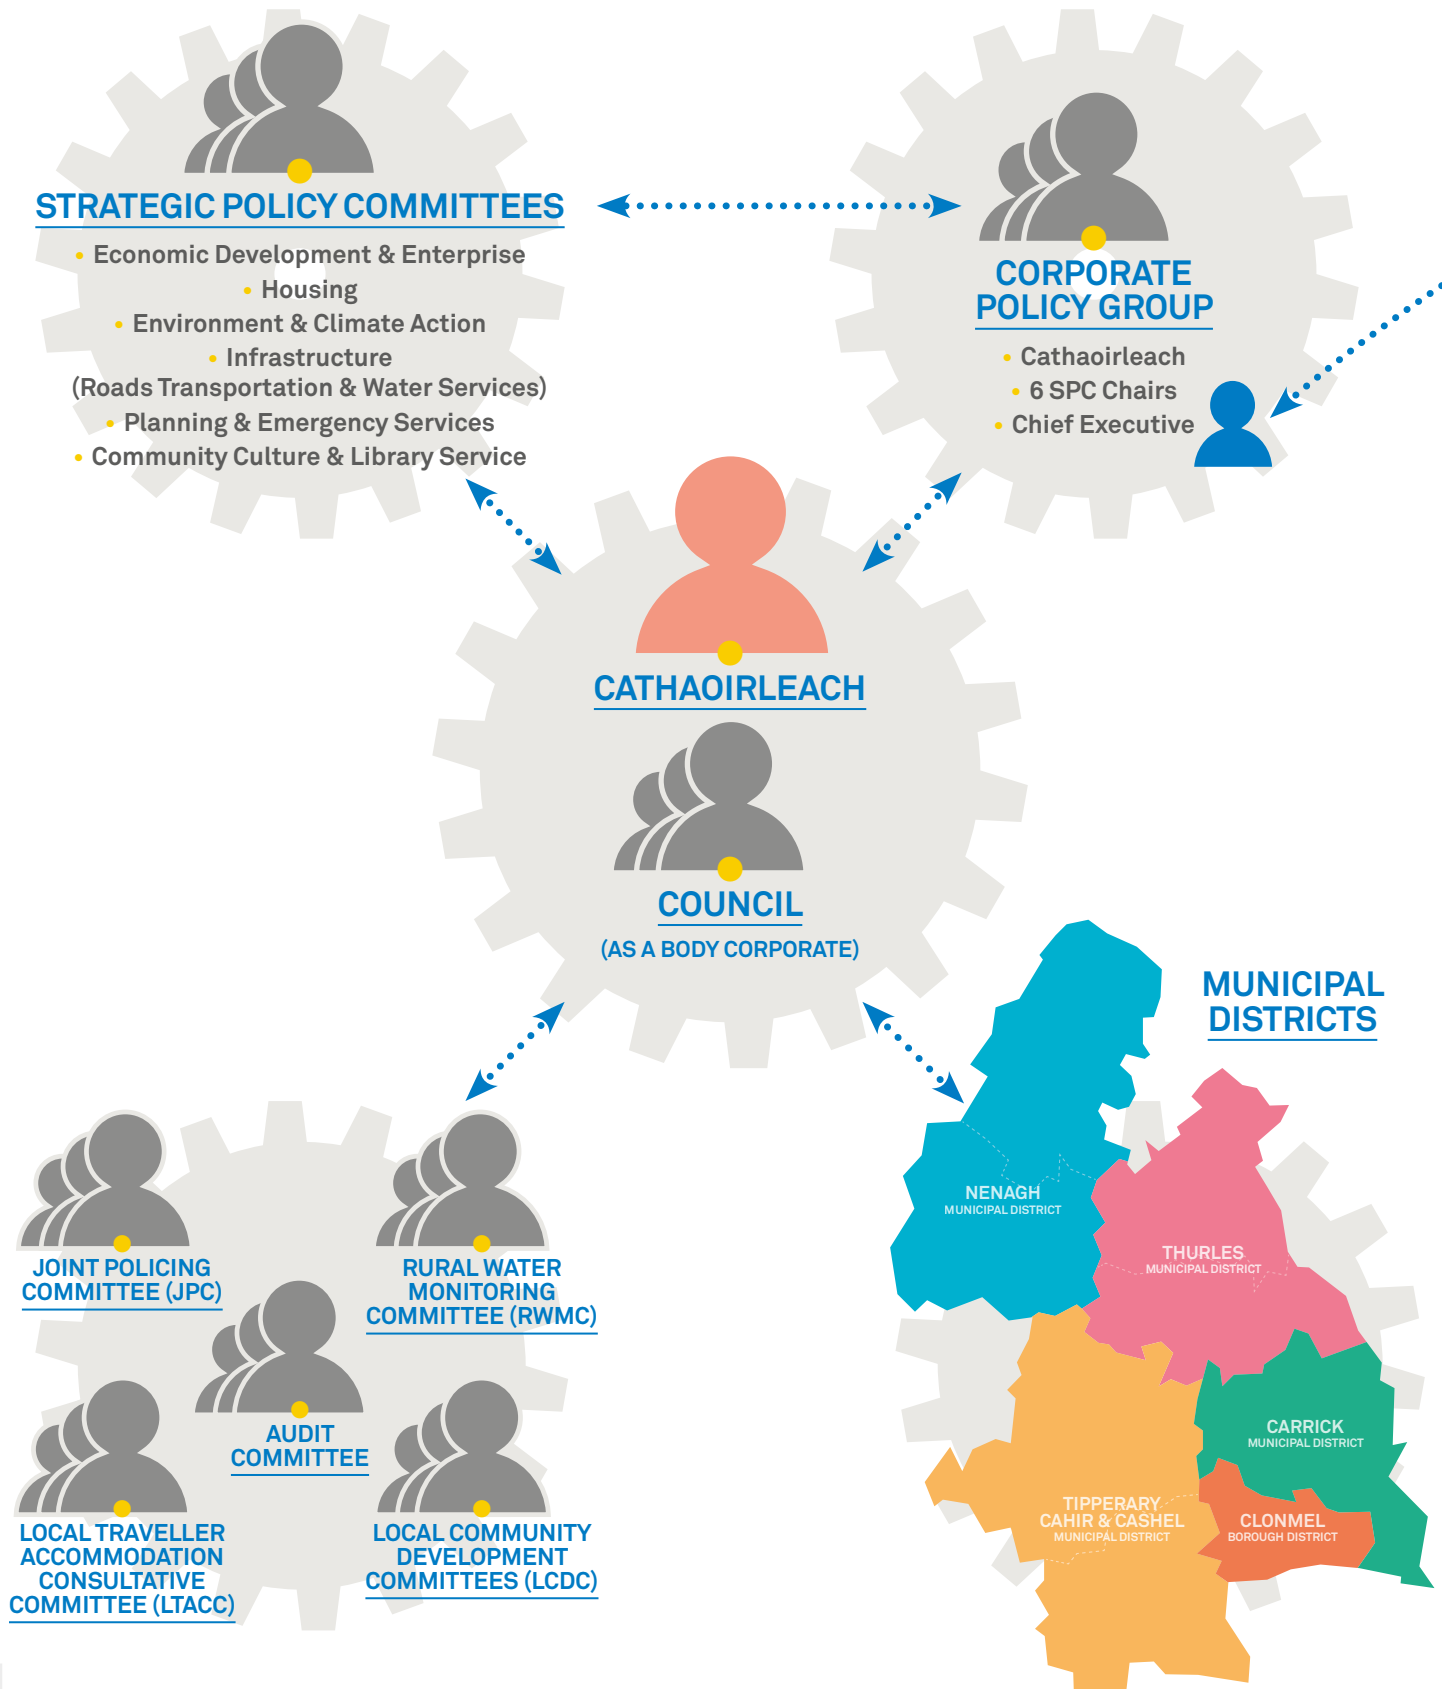 STRATEGIC POLICY COMMITTEES
• Economic Development & Enterprise
• Housing
• Environment & Climate Action
• Infrastructure
(Roads Transportation & Water Services)
• Planning & Emergency Services
• Community Culture & Library Service
CORPORATE
POLICY GROUP
• Cathaoirleach
• 6 SPC Chairs
• Chief Executive
CATHAOIRLEACH
COUNCIL
(AS A BODY CORPORATE)
JOINT POLICING
COMMITTEE (JPC)
RURAL WATER
MONITORING
COMMITTEE (RWMC)
AUDIT
COMMITTEE
LOCAL TRAVELLER
ACCOMMODATION
CONSULTATIVE
COMMITTEE (LTACC)
LOCAL COMMUNITY
DEVELOPMENT
COMMITTEES (LCDC)
MUNICIPAL
DISTRICTS
NENAGH
MUNICIPAL DISTRICT
THURLES
MUNICIPAL DISTRICT
CARRICK
MUNICIPAL DISTRICT
TIPPERARY
CAHIR & CASHEL
MUNICIPAL DISTRICT
CLONMEL
BOROUGH DISTRICT